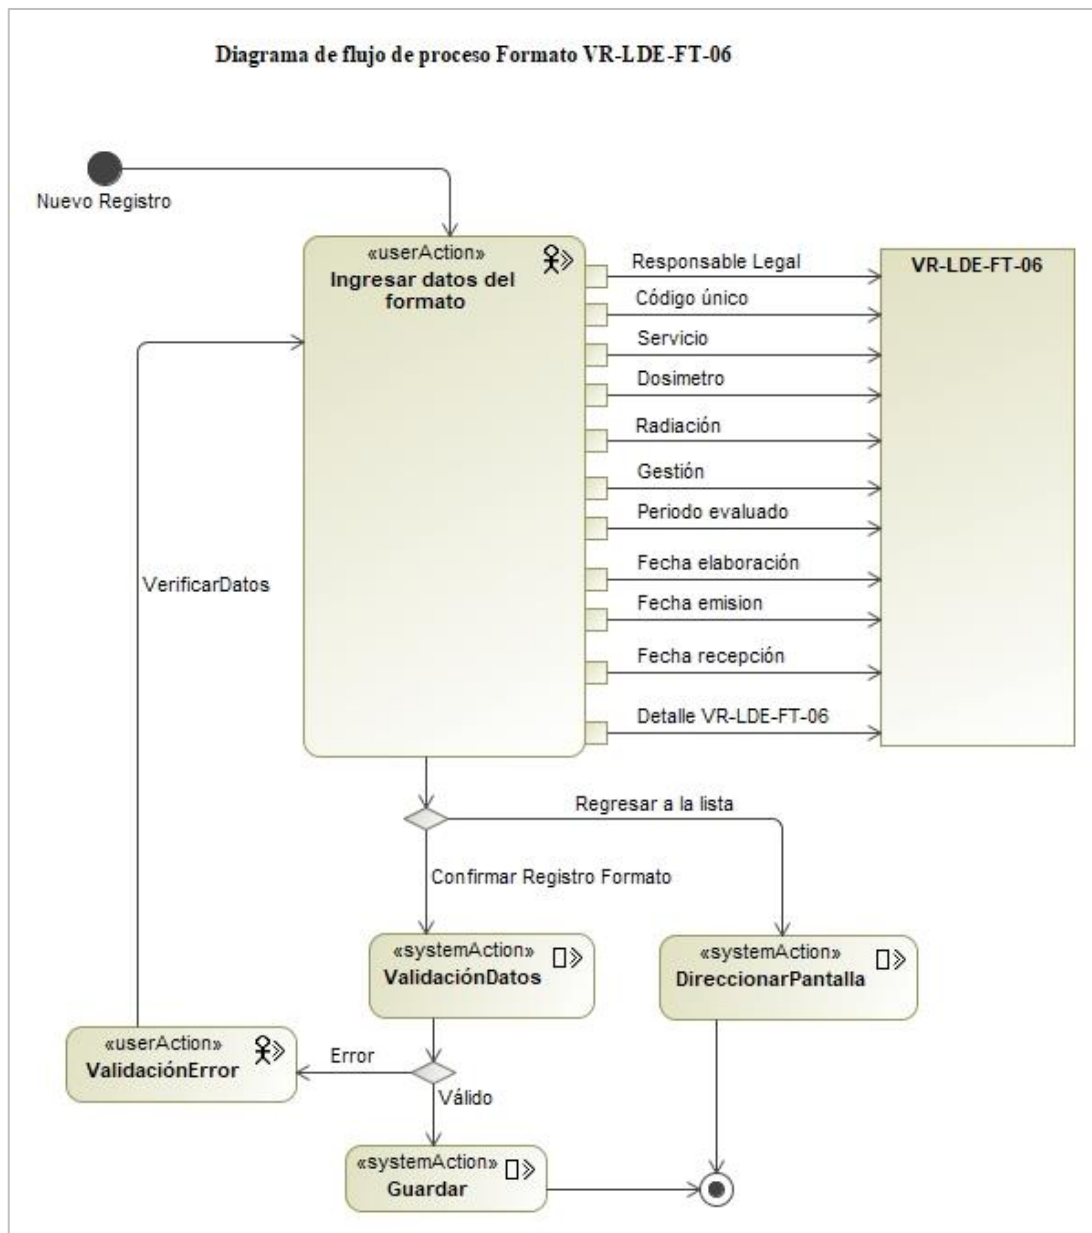 Diagrama de flujo de proceso Formato VR-LDE-FT-06
Nuevo Registro
«userAction»
Ingresar datos del
formato
Responsable Legal
Código único
Servicio
Dosimetro
Radiación
Gestión
Periodo evaluado
Fecha elaboración
Fecha emision
Fecha recepción
Detalle VR-LDE-FT-06
VR-LDE-FT-06
VerificarDatos
Regresar a la lista
Confirmar Registro Formato
«systemAction»
ValidaciónDatos
«systemAction»
DireccionarPantalla
«userAction»
ValidaciónError
Error
Válido
«systemAction»
Guardar